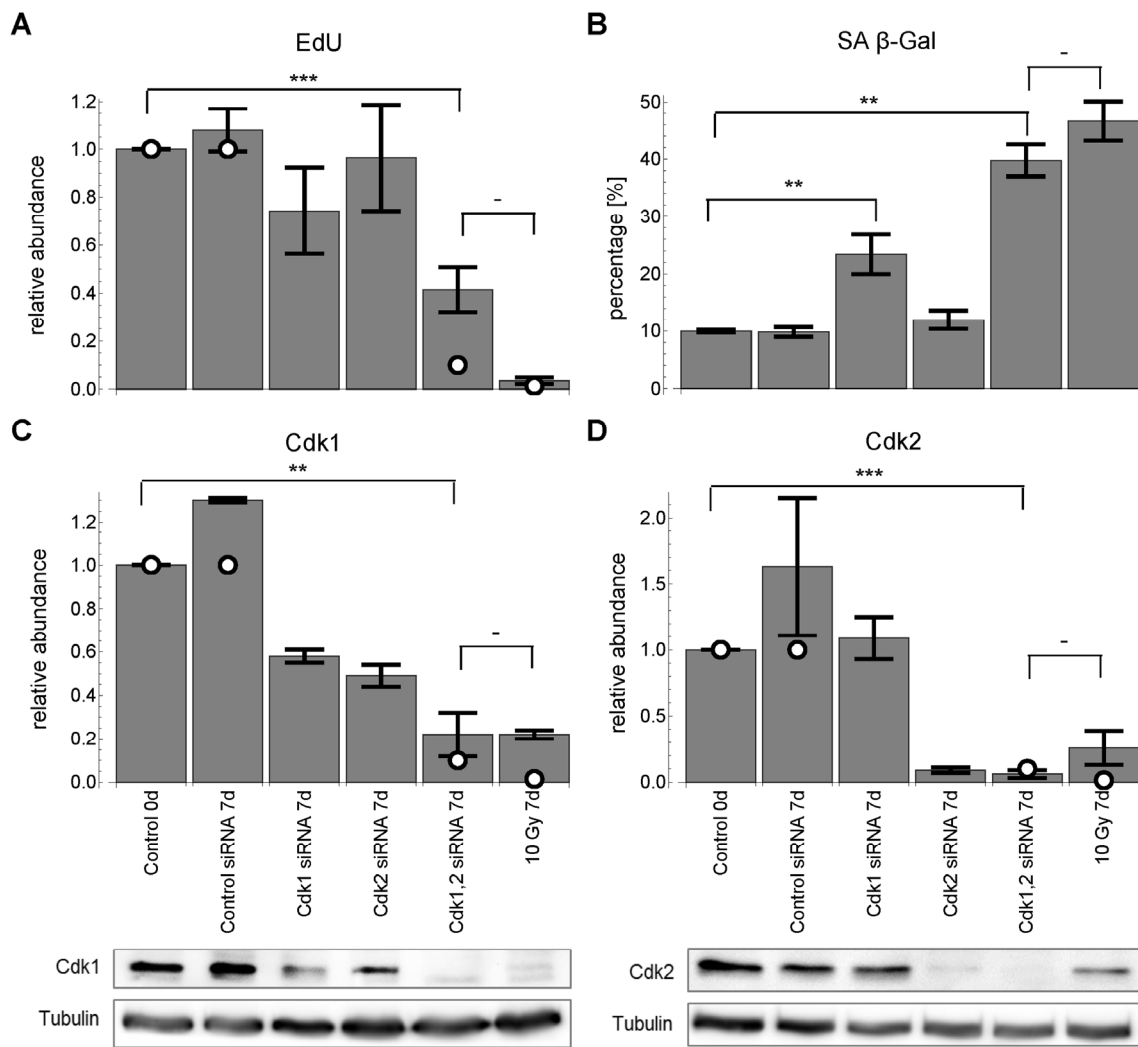 A
EdU
***
relative abundance
1.2
1.0
0.8
0.6
0.4
0.2
0.0
–
B
SA β-Gal
–
**
**
percentage [%]
50
40
30
20
10
0
C
Cdk1
**
relative abundance
1.2
1.0
0.8
0.6
0.4
0.2
0.0
–
Control 0d
Control siRNA 7d
Cdk1 siRNA 7d
Cdk2 siRNA 7d
Cdk1,2 siRNA 7d
10 Gy 7d
Cdk1
Tubulin
D
Cdk2
***
relative abundance
2.0
1.5
1.0
0.5
0.0
–
Control 0d
Control siRNA 7d
Cdk1 siRNA 7d
Cdk2 siRNA 7d
Cdk1,2 siRNA 7d
10 Gy 7d
Cdk2
Tubulin